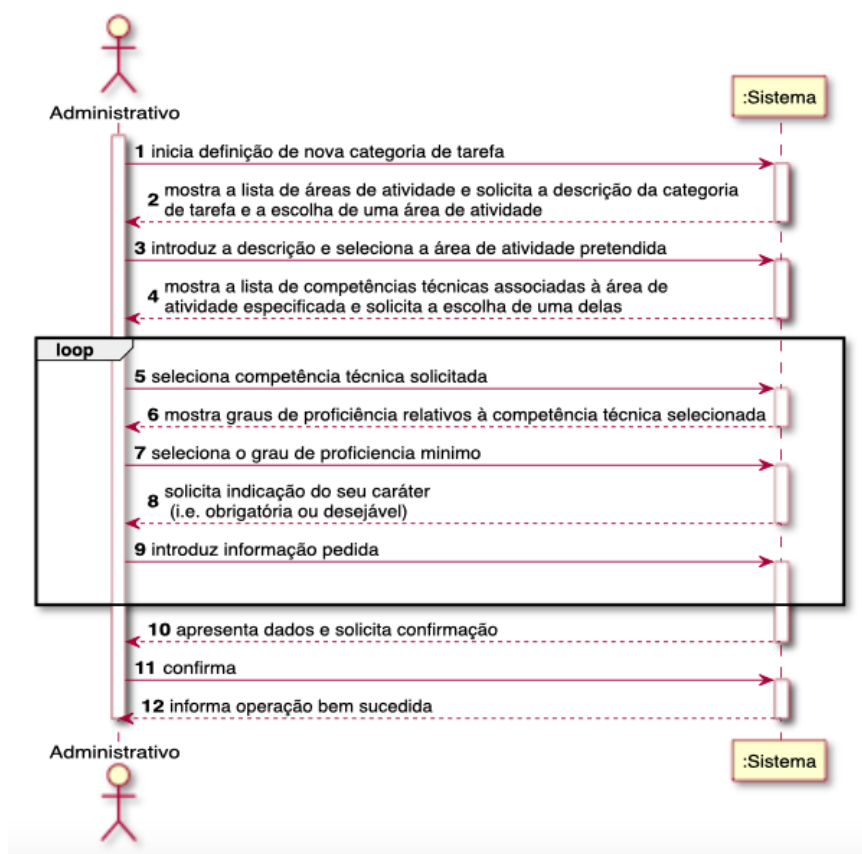 Administrativo
:Sistema
1 inicia definição de nova categoria de tarefa
2 mostra a lista de áreas de atividade e solicita a descrição da categoria
de tarefa e a escolha de uma área de atividade
3 introduz a descrição e seleciona a área de atividade pretendida
4 mostra a lista de competências técnicas associadas à área de
atividade especificada e solicita a escolha de uma delas
loop
5 seleciona competência técnica solicitada
6 mostra graus de proficiência relativos à competência técnica selecionada
7 seleciona o grau de proficiencia minimo
8 solicita indicação do seu caráter
(i.e. obrigatória ou desejável)
9 introduz informação pedida
10 apresenta dados e solicita confirmação
11 confirma
12 informa operação bem sucedida
Administrativo
:Sistema